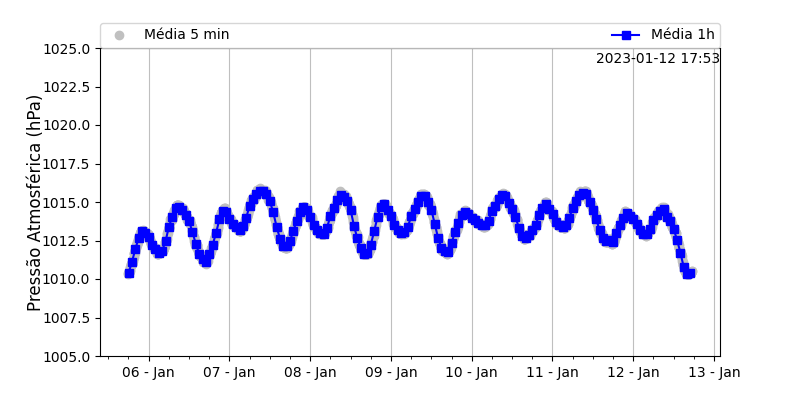 Média 5 min
Média 1h
2023-01-12 17:53
Pressão Atmosférica (hPa)
1025.0
1022.5
1020.0
1017.5
1015.0
1012.5
1010.0
1007.5
1005.0
06 - Jan
07 - Jan
08 - Jan
09 - Jan
10 - Jan
11 - Jan
12 - Jan
13 - Jan